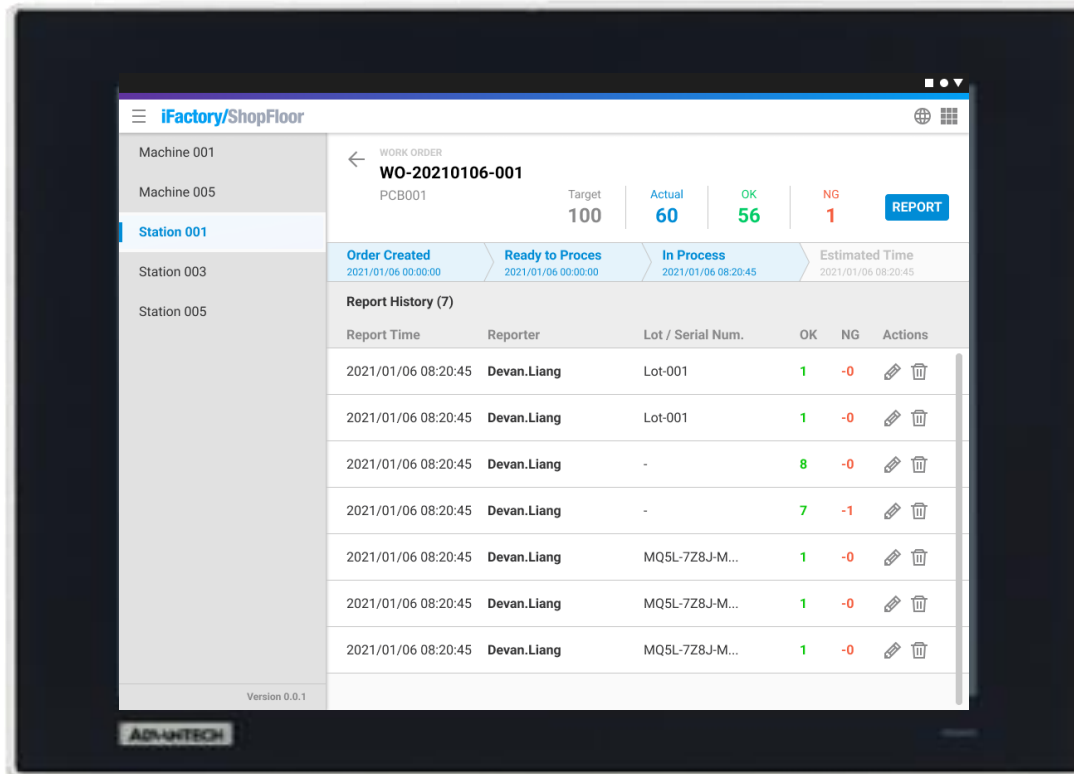 iFactory/ShopFloor
Machine 001
Machine 005
Station 001
Station 003
Station 005
Version 0.0.1
WORK ORDER
WO-20210106-001
PCB001
Target Actual OK NG
100 60 56 1
REPORT
Order Created Ready to Proces In Process Estimated Time
2021/01/06 00:00:00 2021/01/06 00:00:00 2021/01/06 08:20:45 2021/01/06 08:20:45
Report History (7)
Report Time Reporter Lot / Serial Num. OK NG Actions
2021/01/06 08:20:45 Devan.Liang Lot-001 1 -0
2021/01/06 08:20:45 Devan.Liang Lot-001 1 -0
2021/01/06 08:20:45 Devan.Liang - 8 -0
2021/01/06 08:20:45 Devan.Liang - 7 -1
2021/01/06 08:20:45 Devan.Liang MQ5L-7Z8J-M... 1 -0
2021/01/06 08:20:45 Devan.Liang MQ5L-7Z8J-M... 1 -0
2021/01/06 08:20:45 Devan.Liang MQ5L-7Z8J-M... 1 -0
ADVANTECH